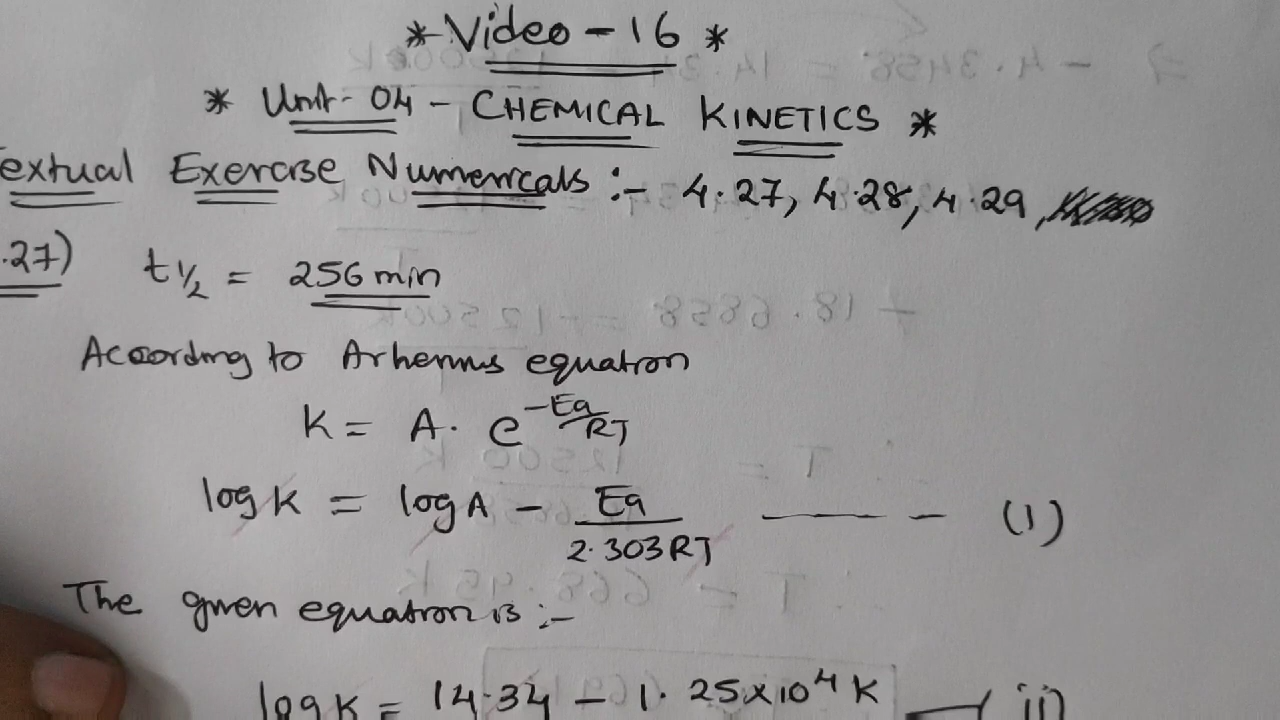 * Video - 16 *
* Unit - 04 - CHEMICAL KINETICS *
extual Exercise Numericals :- 4.27, 4.28, 4.29,
.27) t½ = 256 min
According to Arhenius equation
K = A. e^-Ea/RT
log K = log A - Ea/2.303RT ——— - (1)
The given equation is :-
log K = 14.34 - 1.25x10⁴ K — (ii)